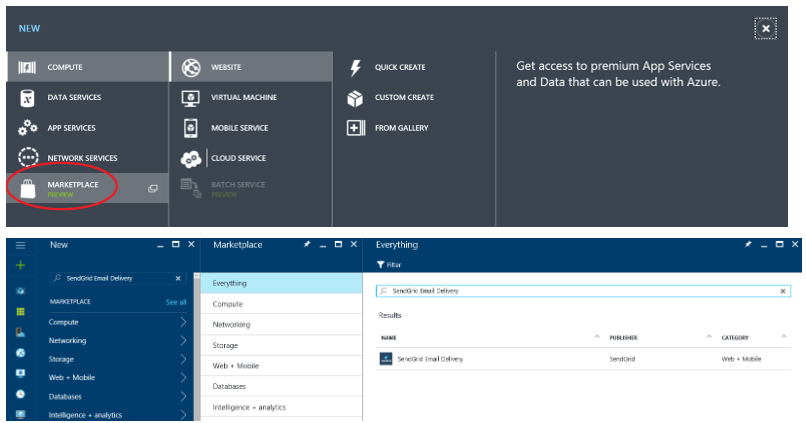 NEW
COMPUTE
DATA SERVICES
APP SERVICES
NETWORK SERVICES
MARKETPLACE
PREVIEW
WEBSITE
VIRTUAL MACHINE
MOBILE SERVICE
CLOUD SERVICE
BATCH SERVICE
PREVIEW
QUICK CREATE
CUSTOM CREATE
FROM GALLERY
Get access to premium App Services
and Data that can be used with Azure.
New
SendGrid Email Delivery
MARKETPLACE See all
Compute
Networking
Storage
Web + Mobile
Databases
Intelligence + analytics
Marketplace
Everything
Compute
Networking
Storage
Web + Mobile
Databases
Intelligence + analytics
Everything
Filter
SendGrid Email Delivery
Results
NAME PUBLISHER CATEGORY
SendGrid Email Delivery SendGrid Web + Mobile